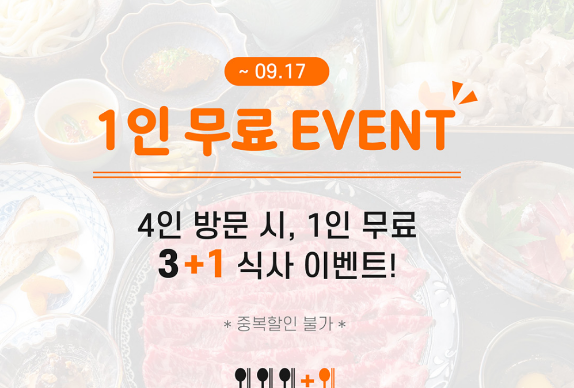 ~ 09.17
1인 무료 EVENT
4인 방문 시, 1인 무료
3+1 식사 이벤트!
* 중복할인 불가 *
+